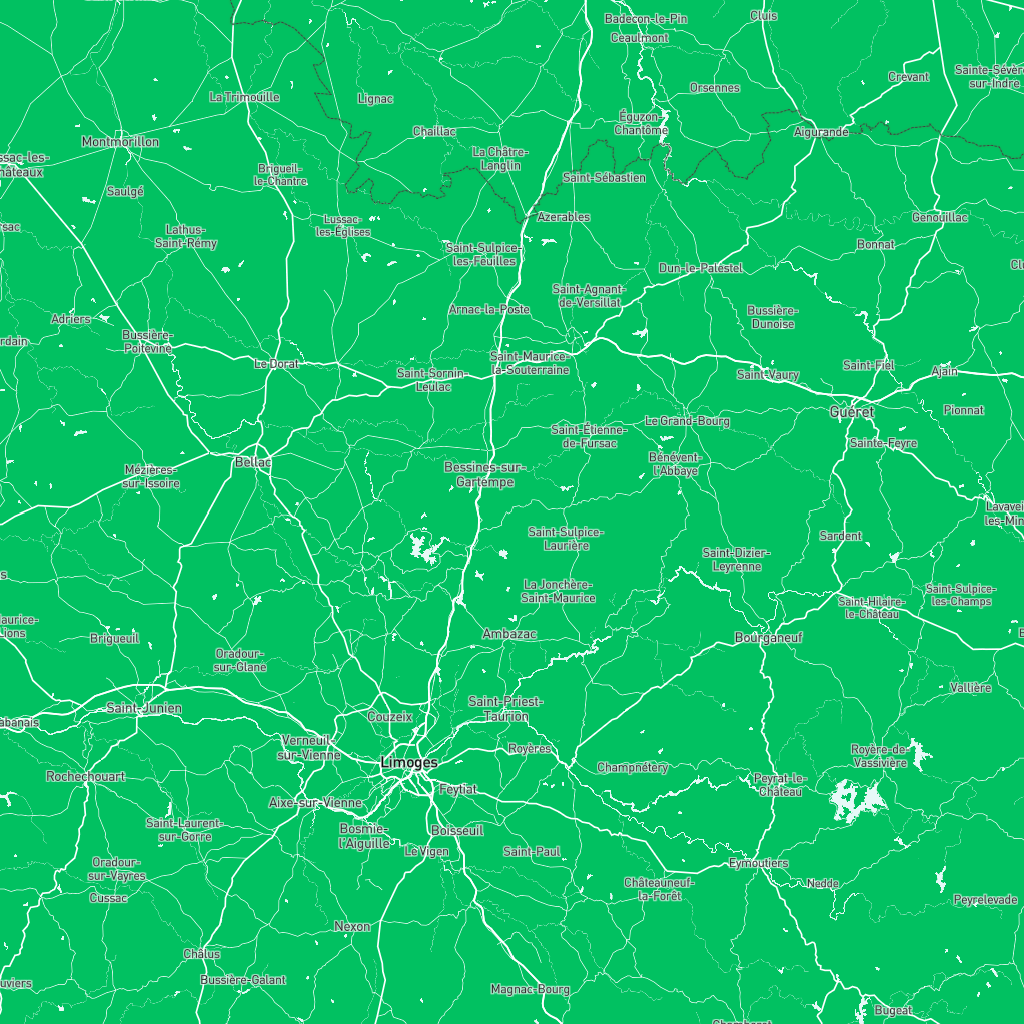 Badecon-le-Pin
Cluis
Ceaulmont
Sainte-Sévère-
sur-Indre
Crevant
Orsennes
La Trimouille
Lignac
Éguzon-
Chantôme
Chaillac
Aigurande
Montmorillon
La Châtre-
Langlin
Brigueil-
le-Chantre
Saint-Sébastien
Saulgé
Azerables
Genouillac
Lussac-
les-Églises
Lathus-
Saint-Rémy
Bonnat
Saint-Sulpice-
les-Feuilles
Dun-le-Palestel
Saint-Agnant-
de-Versillat
Arnac-la-Poste
Bussière-
Dunoise
Adriers
Bussière-
Poitevine
Le Dorat
Saint-Maurice-
la-Souterraine
Saint-Fiel
Ajain
Saint-Sornin-
Leulac
Saint-Vaury
Guéret
Pionnat
Le Grand-Bourg
Saint-Étienne-
de-Fursac
Sainte-Feyre
Bellac
Bénévent-
l'Abbaye
Mézières-
sur-Issoire
Bessines-sur-
Gartempe
Lavavei
les-Min
Saint-Sulpice-
Laurière
Sardent
Saint-Dizier-
Leyrenne
La Jonchère-
Saint-Maurice
Saint-Sulpice-
les-Champs
Saint-Hilaire-
le-Château
Brigueuil
Ambazac
Bourganeuf
Oradour-
sur-Glane
Vallière
Saint-Junien
Couzeix
Saint-Priest-
Taurion
abanais
Verneuil-
sur-Vienne
Royères
Royère-de-
Vassivière
Limoges
Champnétery
Rochechouart
Peyrat-le-
Château
Feytiat
Aixe-sur-Vienne
Saint-Laurent-
sur-Gorre
Bosmie-
l'Aiguille
Boisseuil
Le Vigen
Saint-Paul
Oradour-
sur-Vayres
Eymoutiers
Châteauneuf-
la-Forêt
Nedde
Cussac
Peyrelevade
Nexon
Châlus
Bussière-Galant
Magnac-Bourg
uviers
Bugeat